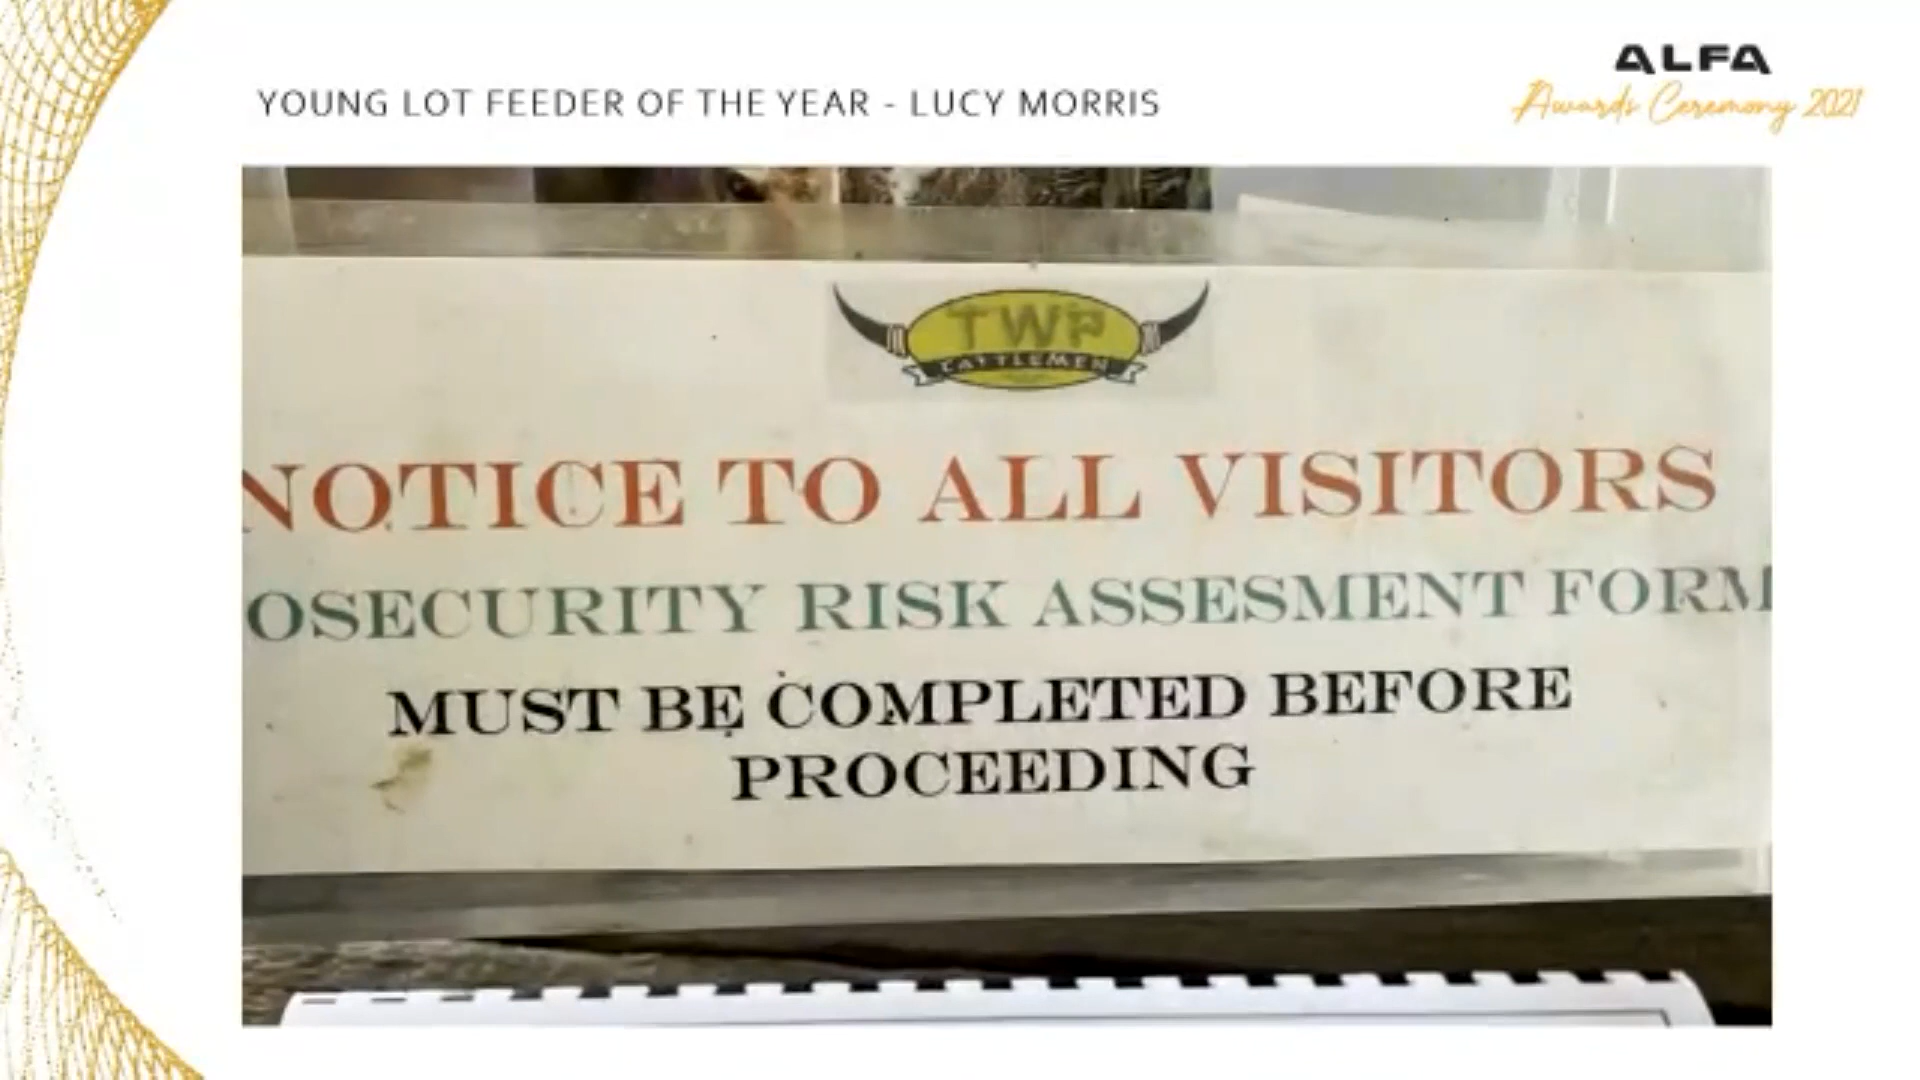 YOUNG LOT FEEDER OF THE YEAR - LUCY MORRIS
ALFA
Awards Ceremony 2021
TWP
CATTLEMEN
NOTICE TO ALL VISITORS
OSECURITY RISK ASSESMENT FORM
MUST BE COMPLETED BEFORE
PROCEEDING